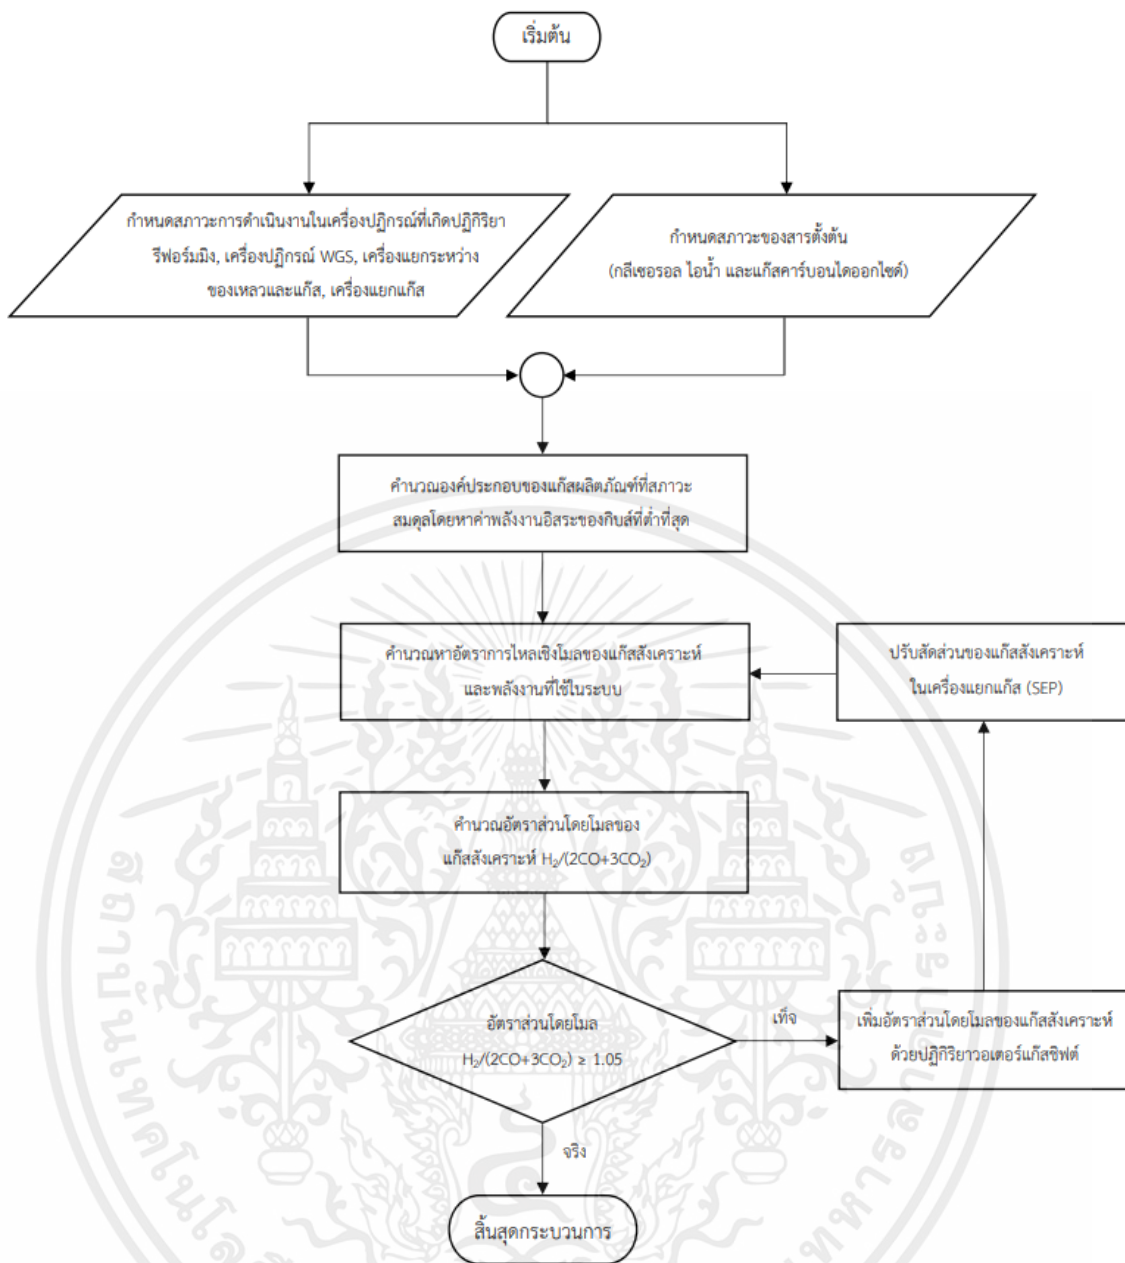 เริ่มต้น
กำหนดสภาวะการดำเนินงานในเครื่องปฏิกรณ์ที่เกิดปฏิกิริยา
รีฟอร์มมิง, เครื่องปฏิกรณ์ WGS, เครื่องแยกระหว่าง
ของเหลวและแก๊ส, เครื่องแยกแก๊ส
กำหนดสภาวะของสารตั้งต้น
(กลีเซอรอล ไอน้ำ และแก๊สคาร์บอนไดออกไซด์)
คำนวณองค์ประกอบของแก๊สผลิตภัณฑ์ที่สภาวะ
สมดุลโดยหาค่าพลังงานอิสระของกิบส์ที่ต่ำที่สุด
คำนวณหาอัตราการไหลเชิงโมลของแก๊สสังเคราะห์
และพลังงานที่ใช้ในระบบ
ปรับสัดส่วนของแก๊สสังเคราะห์
ในเครื่องแยกแก๊ส (SEP)
คำนวณอัตราส่วนโดยโมลของ
แก๊สสังเคราะห์ H₂/(2CO+3CO₂)
อัตราส่วนโดยโมล
H₂/(2CO+3CO₂) ≥ 1.05
เท็จ
เพิ่มอัตราส่วนโดยโมลของแก๊สสังเคราะห์
ด้วยปฏิกิริยาวอเตอร์แก๊สชิฟต์
จริง
สิ้นสุดกระบวนการ